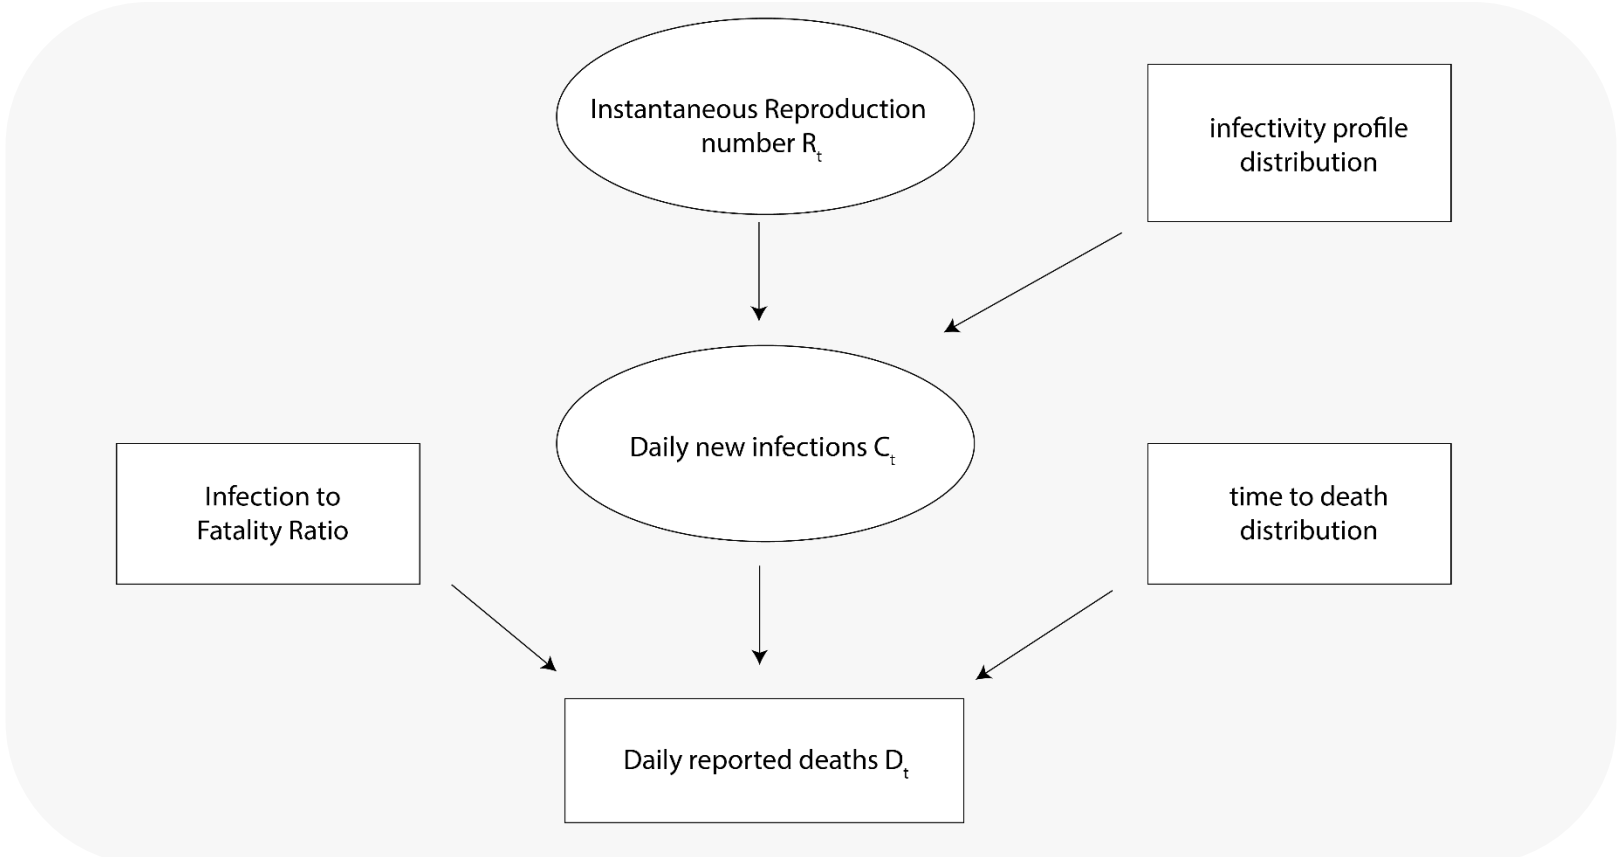 Instantaneous Reproduction
number Rₜ
infectivity profile
distribution
Daily new infections Cₜ
Infection to
Fatality Ratio
time to death
distribution
Daily reported deaths Dₜ